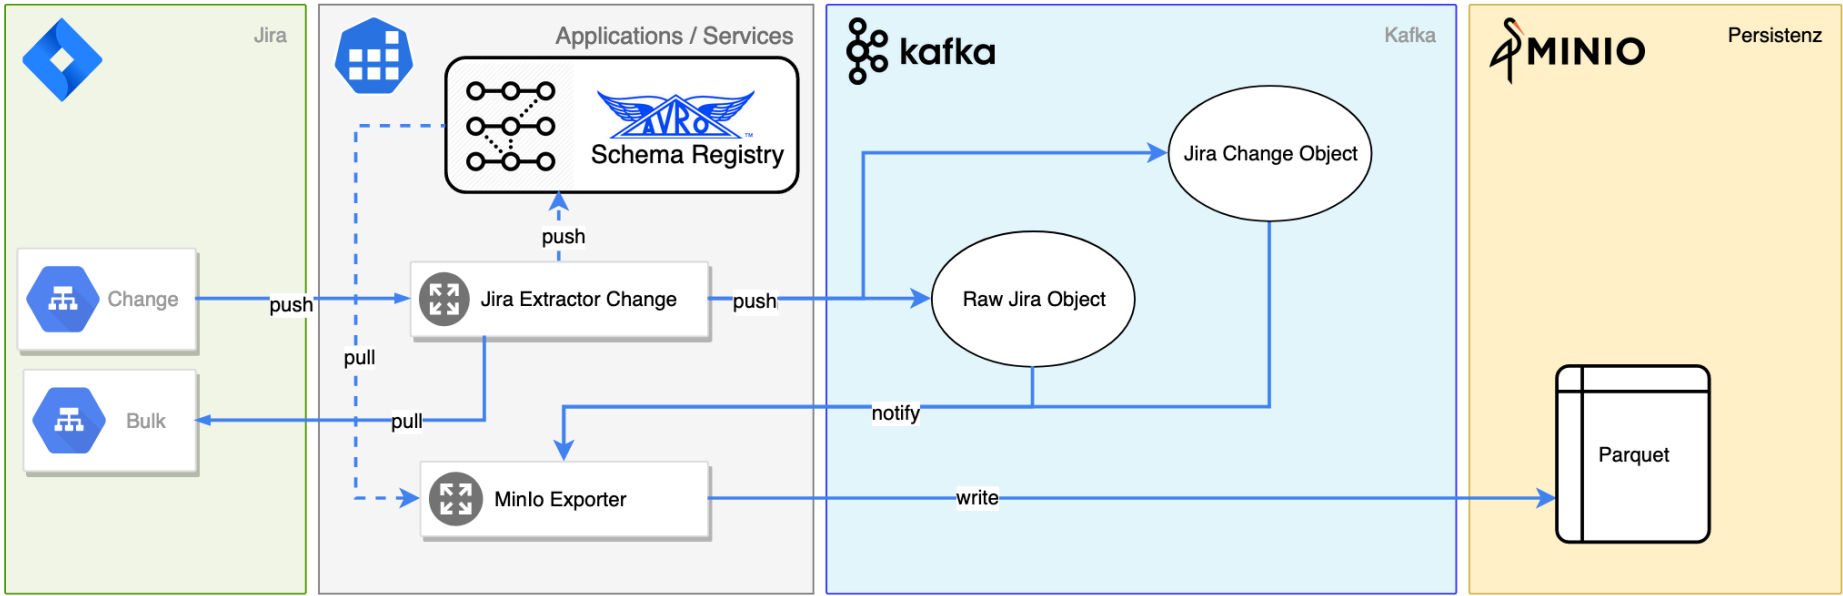 Jira
Applications / Services
kafka
Kafka
MINIO
Persistenz
AVRO
TM
Schema Registry
Jira Change Object
push
Change
push
Jira Extractor Change
push
Raw Jira Object
pull
Bulk
pull
notify
Parquet
MinIo Exporter
write